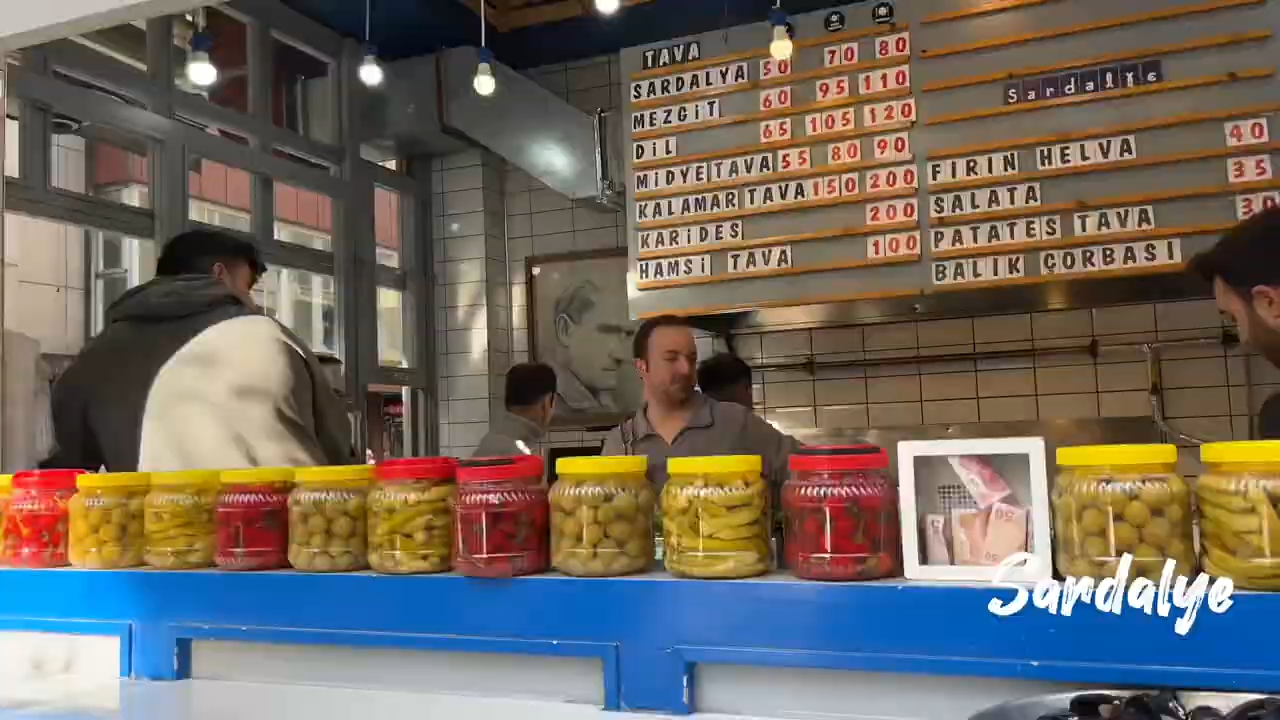 TAVA
SARDALYA 50 70 80
MEZGİT 60 95 110
DİL 65 105 120
MİDYE TAVA 55 80 90
KALAMAR TAVA 150 200
KARİDES 200
HAMSİ TAVA 100
Sardalye
FIRIN HELVA 40
SALATA 35
PATATES TAVA 30
BALIK ÇORBASI
Sardalye